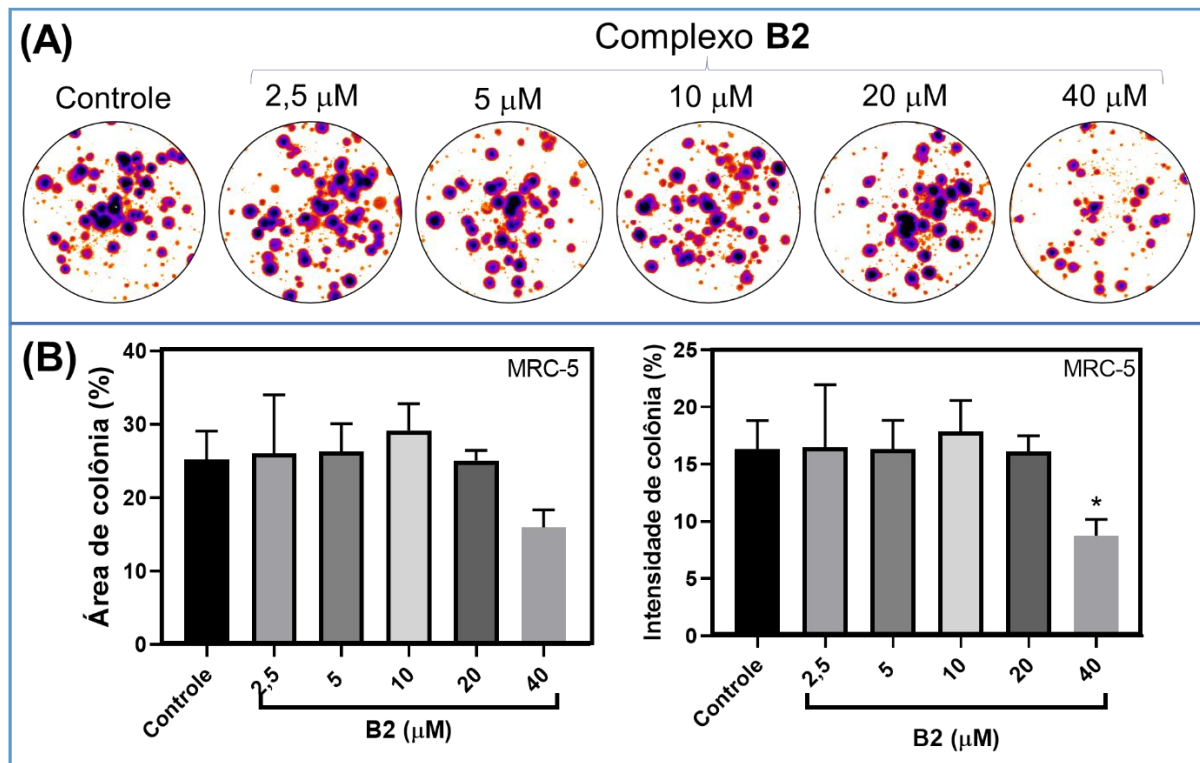 (A)
Complexo B2
Controle
2,5 μM
5 μM
10 μM
20 μM
40 μM
(B)
Área de colônia (%)
40
30
20
10
0
MRC-5
Controle
2,5
5
10
20
40
B2 (μM)
Intensidade de colônia (%)
25
20
15
10
5
0
MRC-5
*
Controle
2,5
5
10
20
40
B2 (μM)